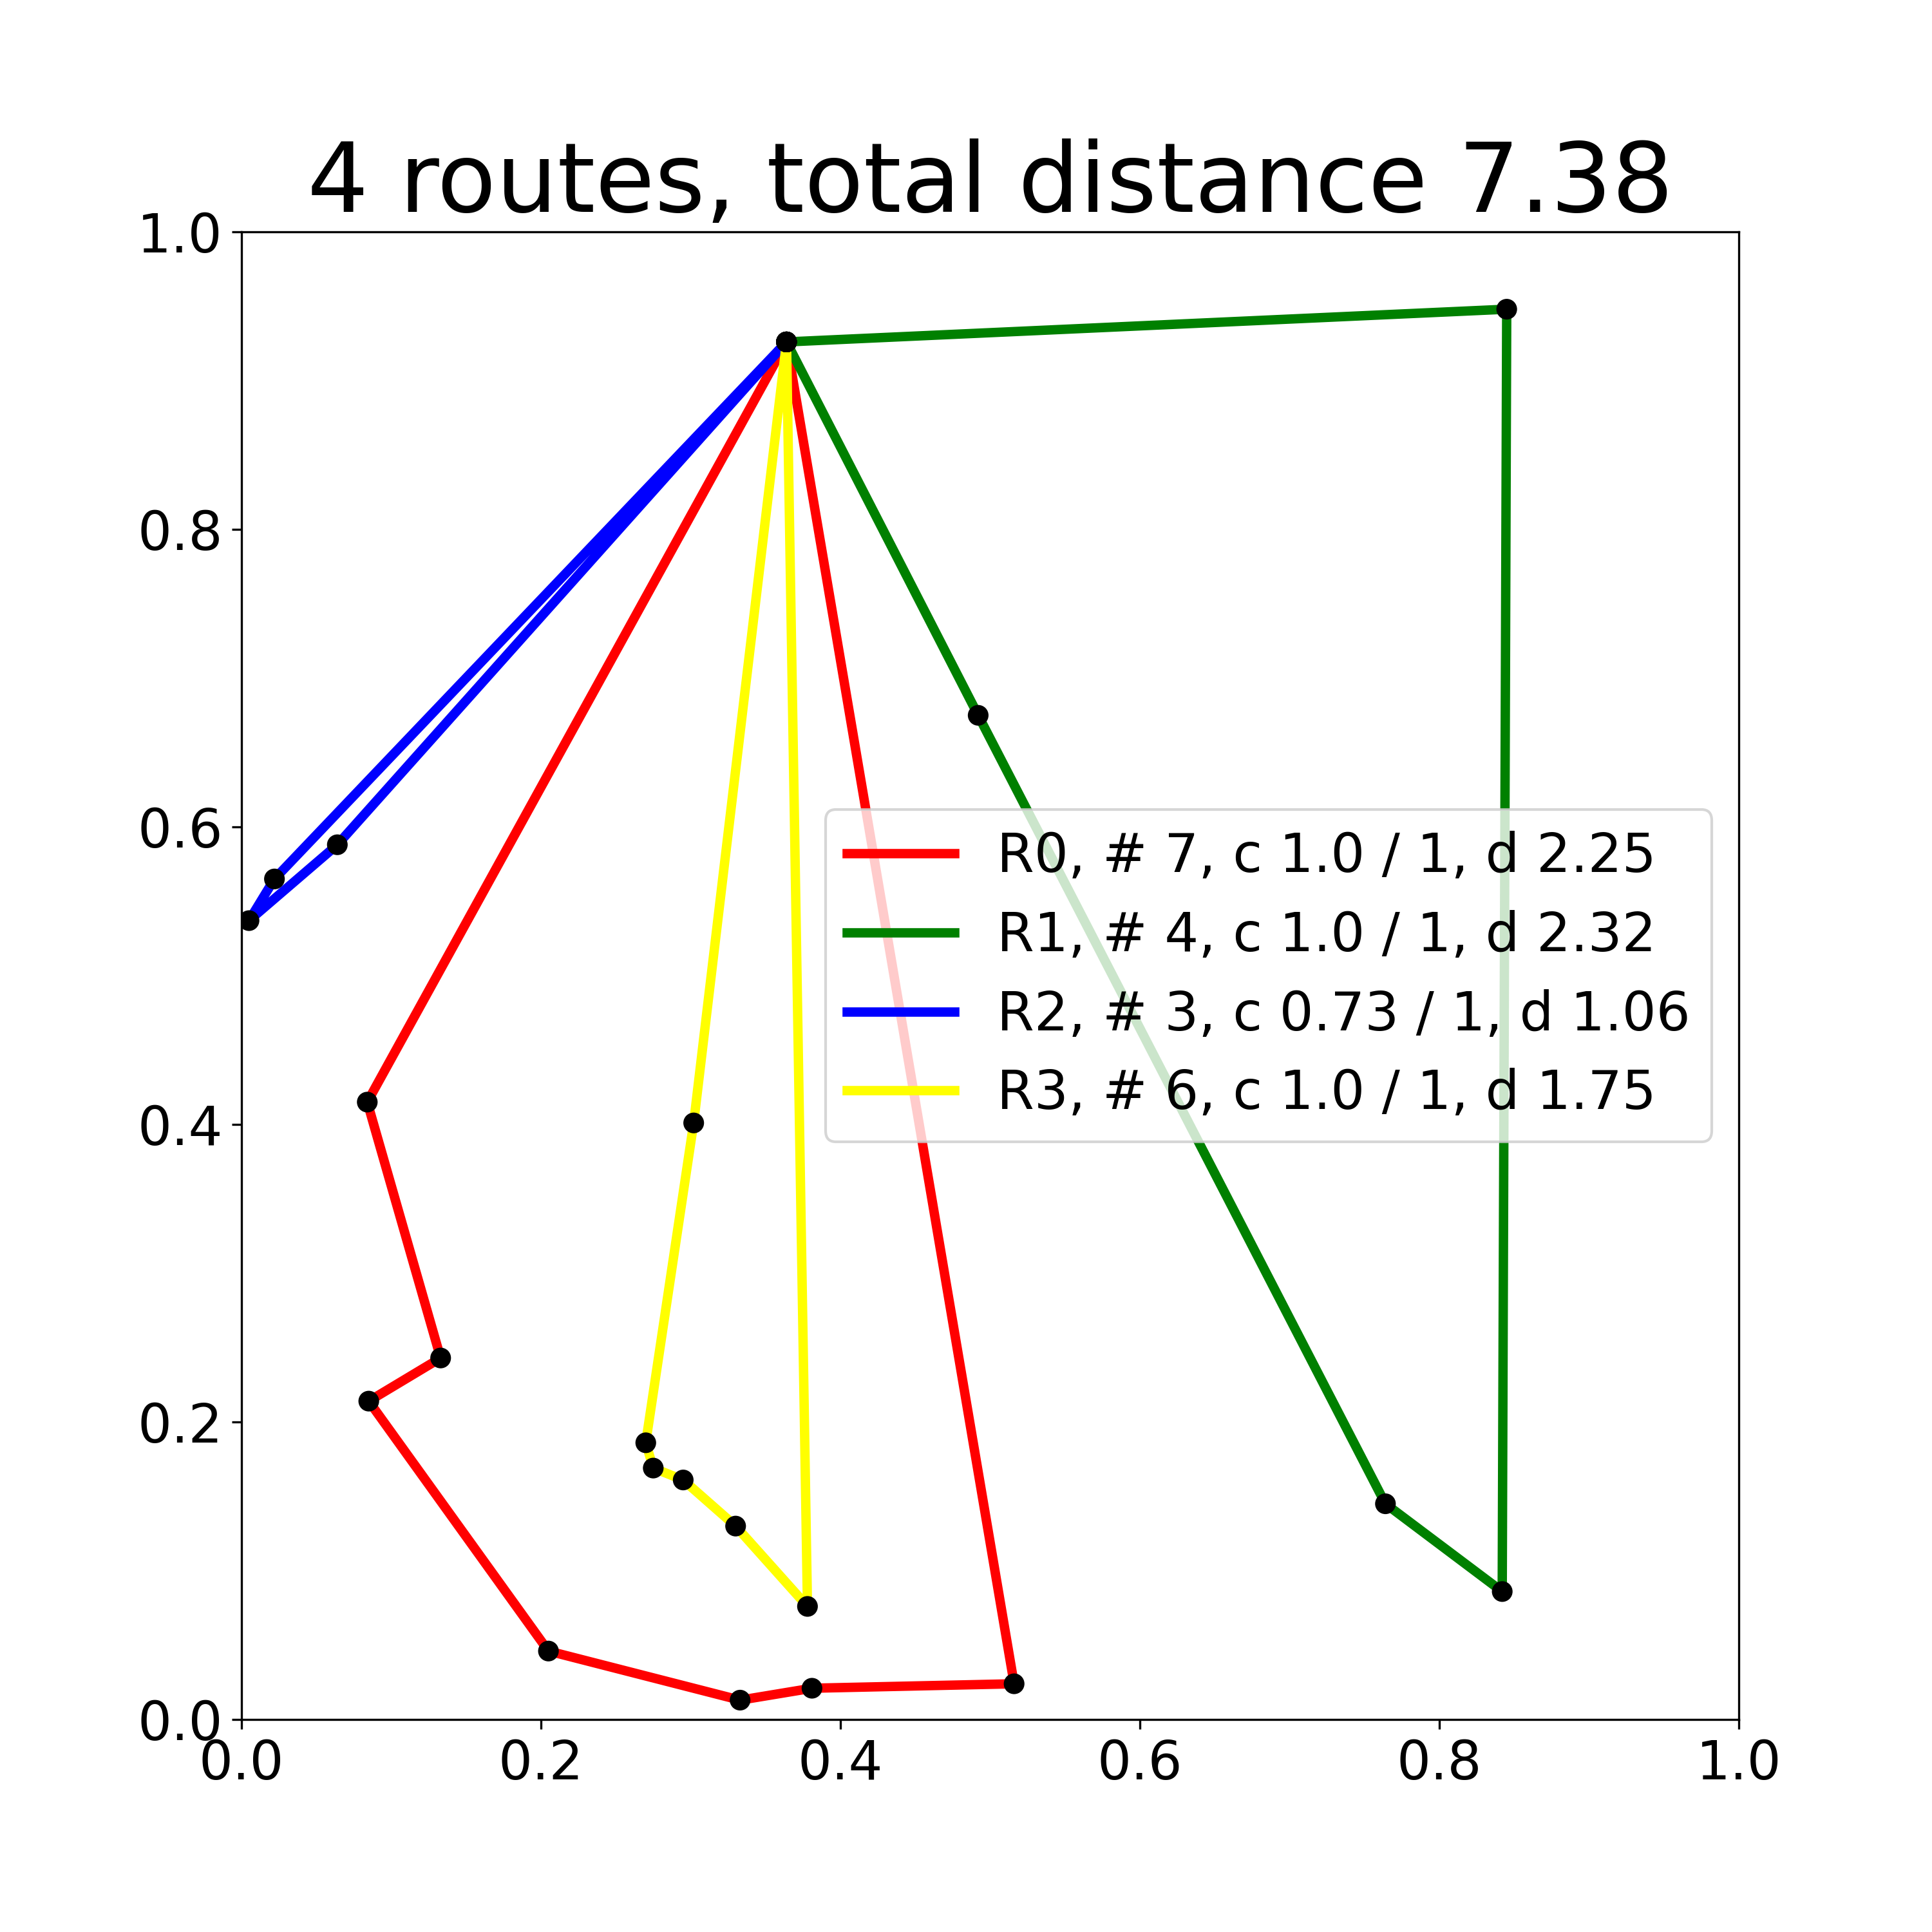 4 routes, total distance 7.38
1.0
0.8
0.6
0.4
0.2
0.0
R0, # 7, c 1.0 / 1, d 2.25
R1, # 4, c 1.0 / 1, d 2.32
R2, # 3, c 0.73 / 1, d 1.06
R3, # 6, c 1.0 / 1, d 1.75
0.0 0.2 0.4 0.6 0.8 1.0